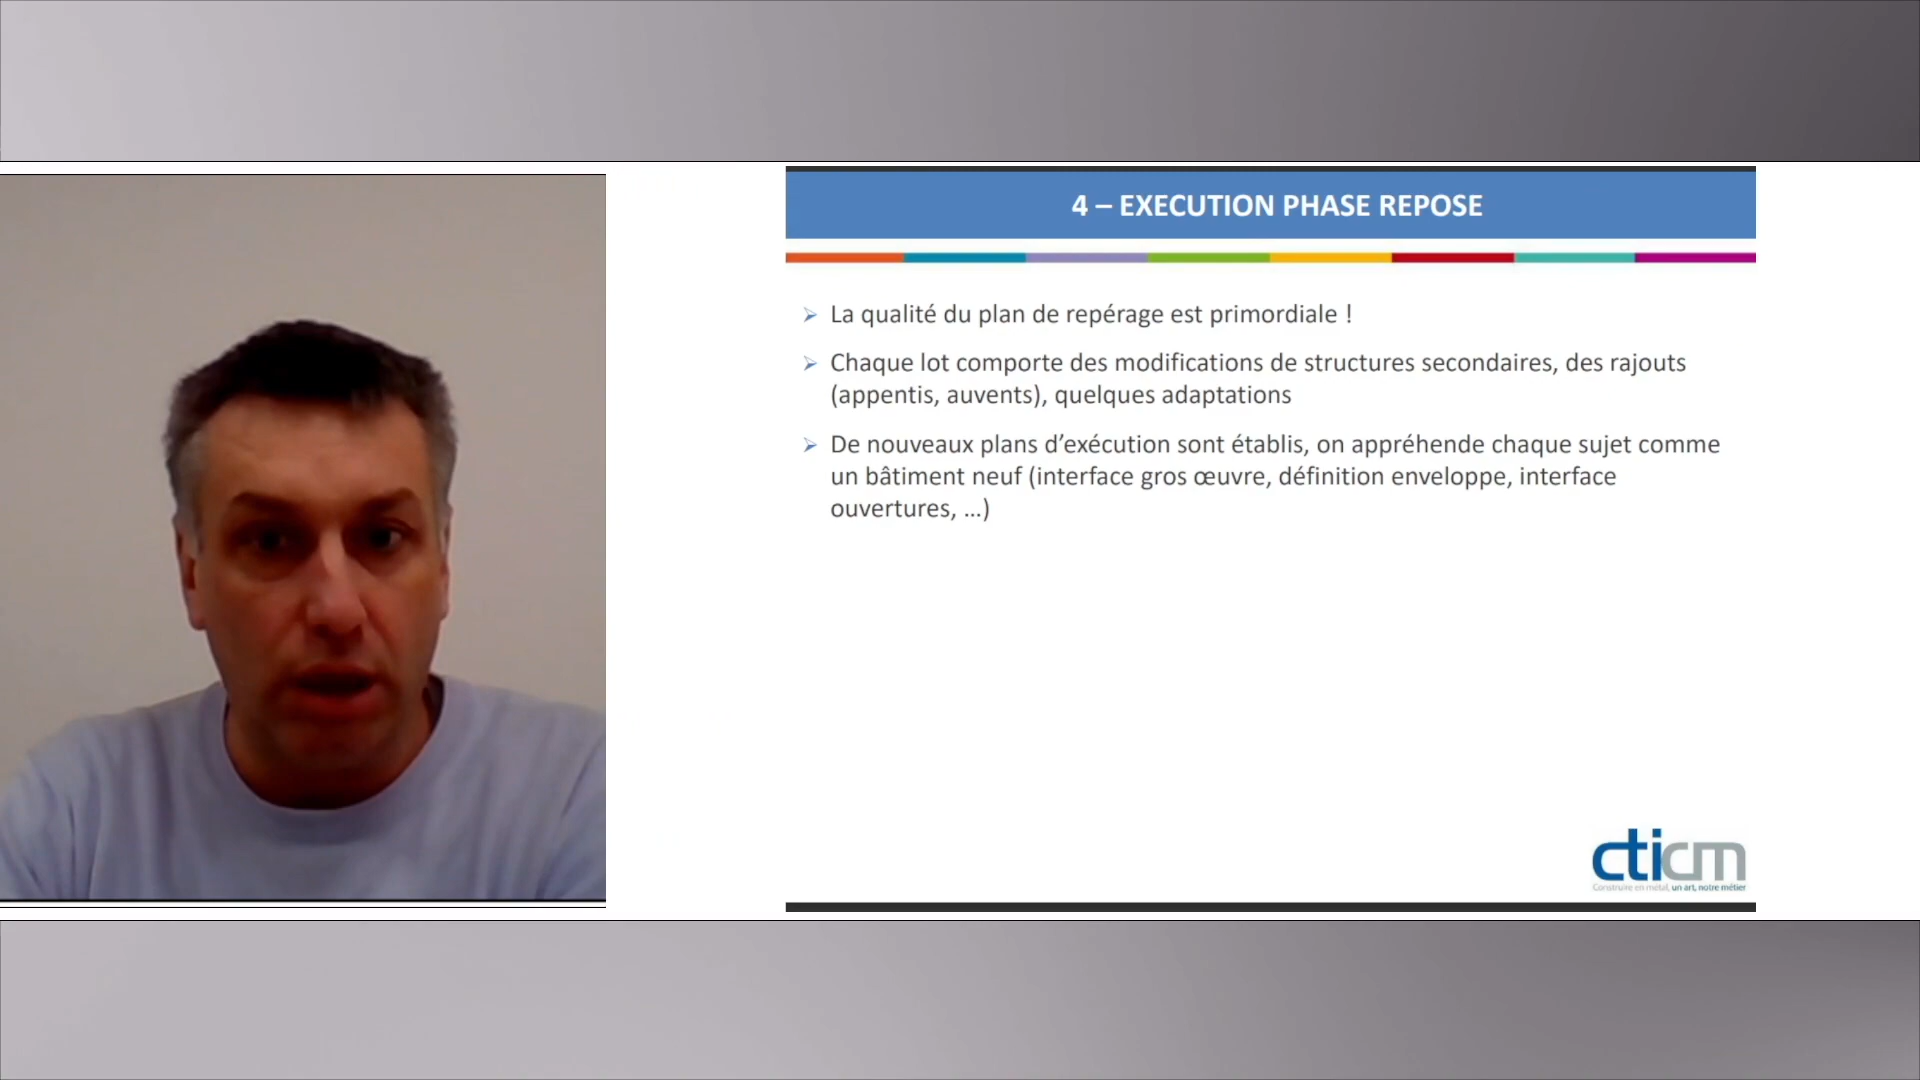 4 – EXECUTION PHASE REPOSE
La qualité du plan de repérage est primordiale !
Chaque lot comporte des modifications de structures secondaires, des rajouts
(appentis, auvents), quelques adaptations
De nouveaux plans d’exécution sont établis, on appréhende chaque sujet comme
un bâtiment neuf (interface gros œuvre, définition enveloppe, interface
ouvertures, ...)
cticm
Construire en métal, un art, notre métier